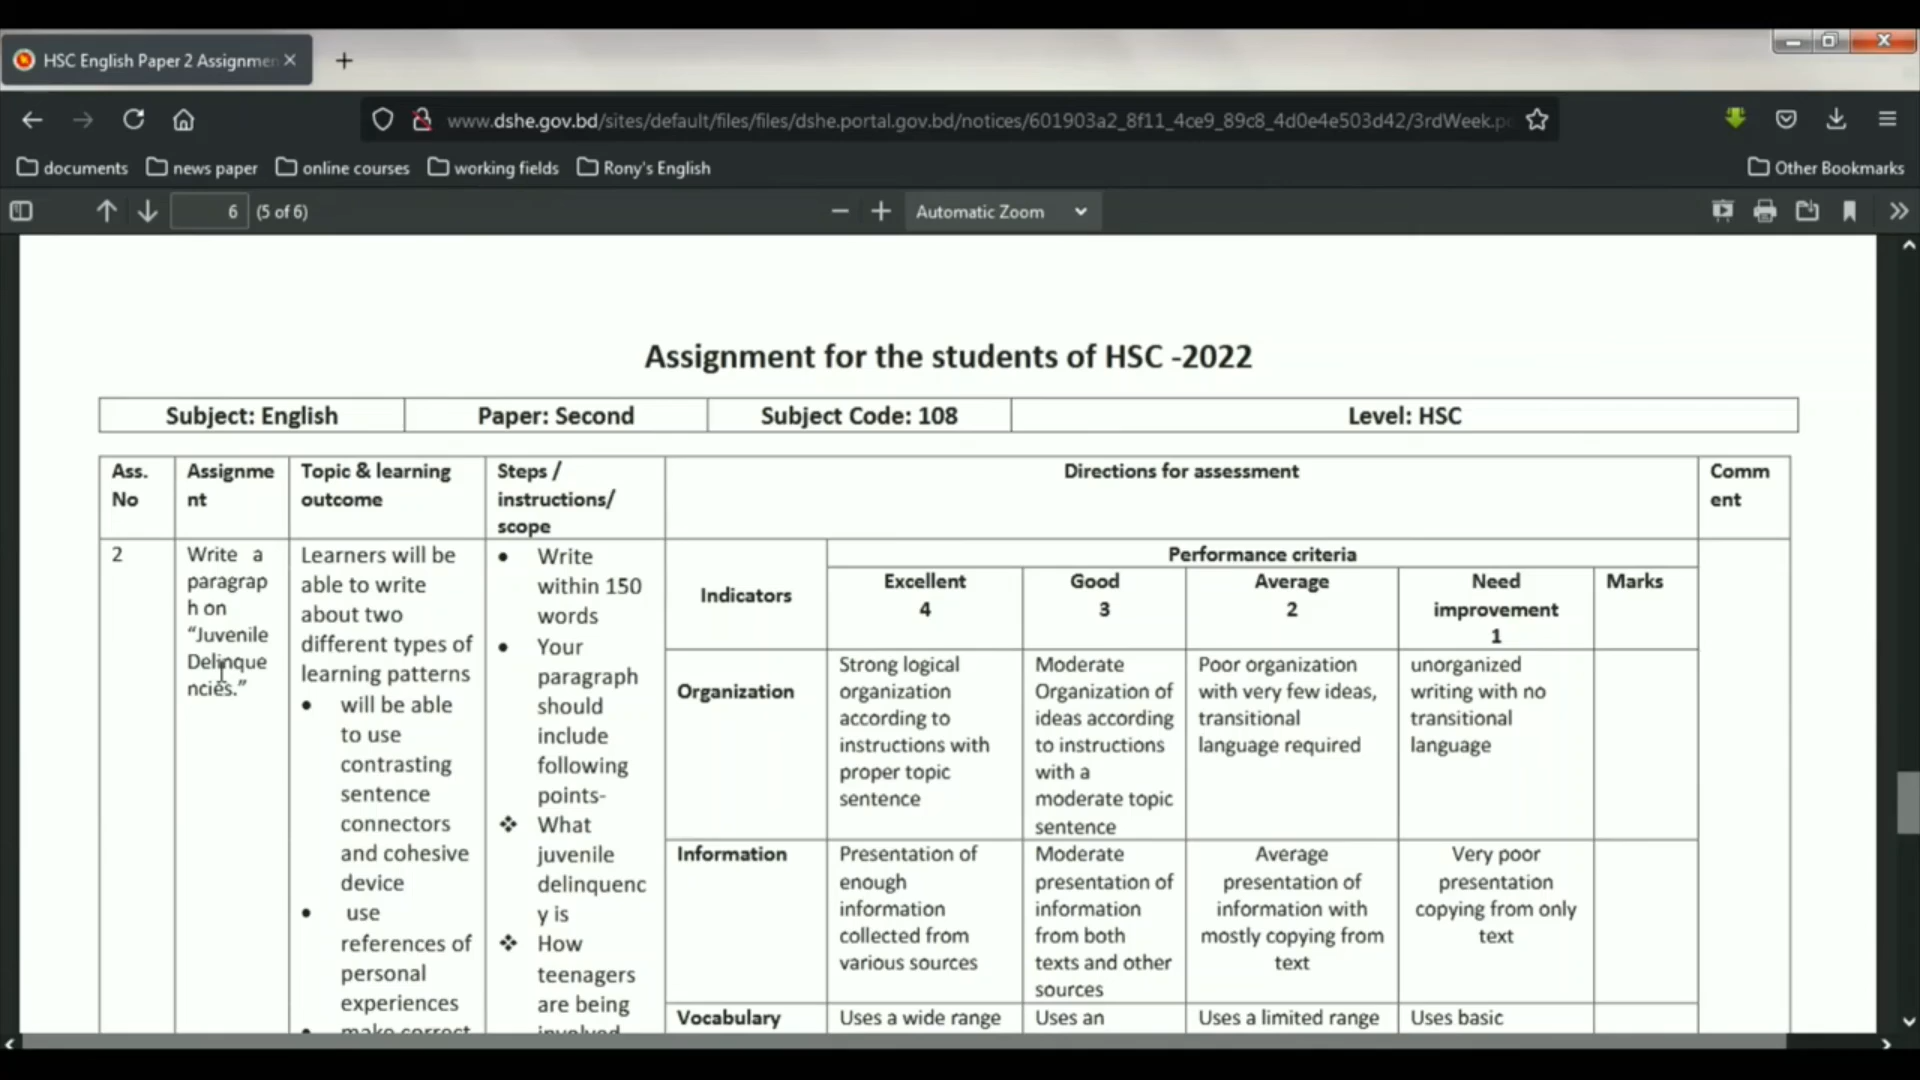 HSC English Paper 2 Assignmen
www.dshe.gov.bd/sites/default/files/files/dshe.portal.gov.bd/notices/601903a2_8f11_4ce9_89c8_4d0e4e503d42/3rdWeek.p
documents
news paper
online courses
working fields
Rony's English
Other Bookmarks
6
(5 of 6)
Automatic Zoom
Assignment for the students of HSC -2022
Subject: English
Paper: Second
Subject Code: 108
Level: HSC
Ass.
No
Assignme
nt
Topic & learning
outcome
Steps /
instructions/
scope
Directions for assessment
Comm
ent
2
Write a
paragrap
h on
“Juvenile
Delinque
ncies.”
Learners will be
able to write
about two
different types of
learning patterns
• will be able
to use
contrasting
sentence
connectors
and cohesive
device
• use
references of
personal
experiences
• make correct
• Write
within 150
words
• Your
paragraph
should
include
following
points-
❖ What
juvenile
delinquenc
y is
❖ How
teenagers
are being
involved
Indicators
Performance criteria
Excellent
4
Good
3
Average
2
Need
improvement
1
Marks
Organization
Strong logical
organization
according to
instructions with
proper topic
sentence
Moderate
Organization of
ideas according
to instructions
with a
moderate topic
sentence
Poor organization
with very few ideas,
transitional
language required
unorganized
writing with no
transitional
language
Information
Presentation of
enough
information
collected from
various sources
Moderate
presentation of
information
from both
texts and other
sources
Average
presentation of
information with
mostly copying from
text
Very poor
presentation
copying from only
text
Vocabulary
Uses a wide range
Uses an
Uses a limited range
Uses basic